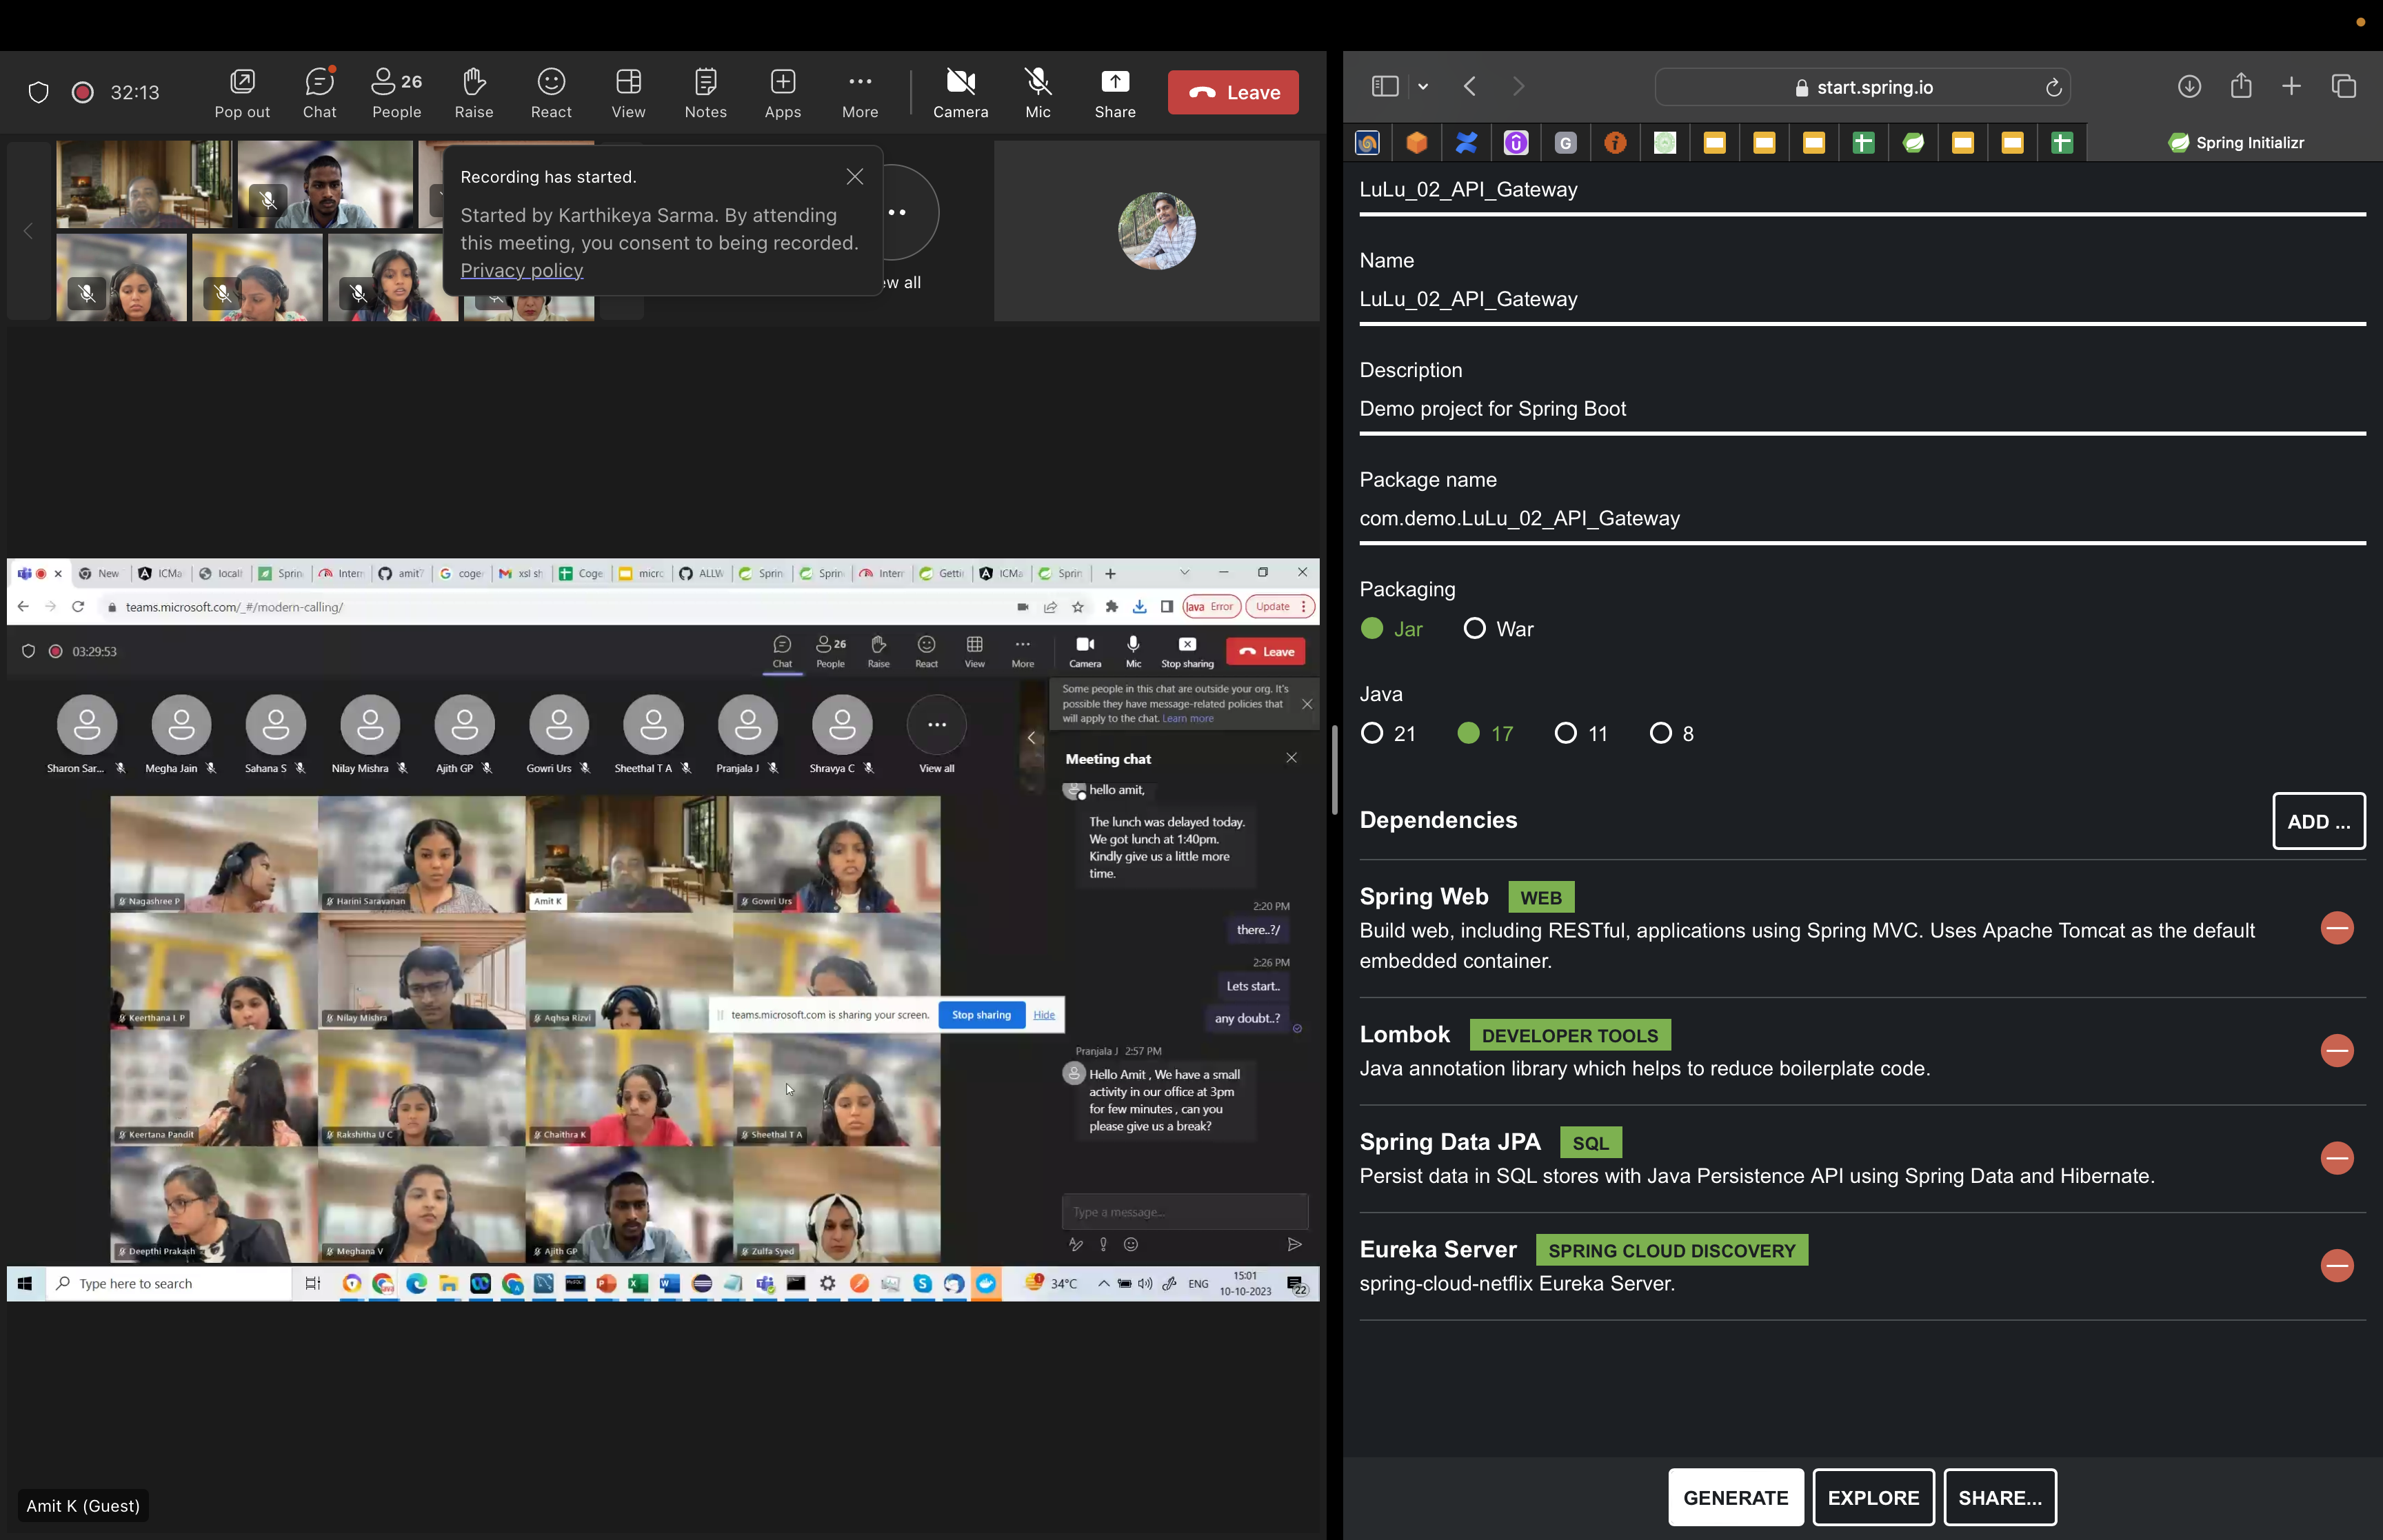 32:13
Pop out
Chat
26
People
Raise
React
View
Notes
Apps
More
Camera
Mic
Share
Leave
Recording has started.
Started by Karthikeya Sarma. By attending
this meeting, you consent to being recorded.
Privacy policy
ew all
New
ICMa
locall
Sprin
Intern
amit7
coger
xsl sh
Coge
micro
ALLW
Sprin
Sprin
Intern
Getti
ICMa
Sprin
teams.microsoft.com/_#/modern-calling/
Java Error
Update
03:29:53
Chat
26
People
Raise
React
View
More
Camera
Mic
Stop sharing
Leave
Sharon Sar...
Megha Jain
Sahana S
Nilay Mishra
Ajith GP
Gowri Urs
Sheethal T A
Pranjala J
Shravya C
View all
Some people in this chat are outside your org. It's
possible they have message-related policies that
will apply to the chat. Learn more
Meeting chat
hello amit,
The lunch was delayed today.
We got lunch at 1:40pm.
Kindly give us a little more
time.
2:20 PM
there..?/
2:26 PM
Lets start..
any doubt..?
Pranjala J 2:57 PM
Hello Amit , We have a small
activity in our office at 3pm
for few minutes , can you
please give us a break?
Type a message...
Nagashree P
Harini Saravanan
Amit K
Gowri Urs
Keerthana L P
Nilay Mishra
Aqhsa Rizvi
teams.microsoft.com is sharing your screen.
Stop sharing
Hide
Keertana Pandit
Rakshitha U C
Chaithra K
Sheethal T A
Deepthi Prakash
Meghana V
Ajith GP
Zulfa Syed
Type here to search
34°C
ENG
15:01
10-10-2023
22
Amit K (Guest)
start.spring.io
Spring Initializr
LuLu_02_API_Gateway
Name
LuLu_02_API_Gateway
Description
Demo project for Spring Boot
Package name
com.demo.LuLu_02_API_Gateway
Packaging
Jar
War
Java
21
17
11
8
Dependencies
ADD ...
Spring Web WEB
Build web, including RESTful, applications using Spring MVC. Uses Apache Tomcat as the default
embedded container.
Lombok DEVELOPER TOOLS
Java annotation library which helps to reduce boilerplate code.
Spring Data JPA SQL
Persist data in SQL stores with Java Persistence API using Spring Data and Hibernate.
Eureka Server SPRING CLOUD DISCOVERY
spring-cloud-netflix Eureka Server.
GENERATE
EXPLORE
SHARE...